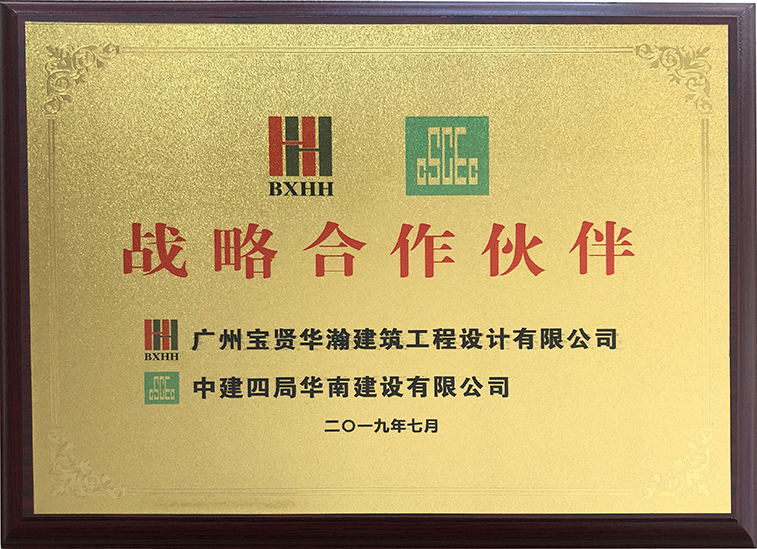 BXHH CSCEC
战略合作伙伴
BXHH 广州宝贤华瀚建筑工程设计有限公司
CSCEC 中建四局华南建设有限公司
二〇一九年七月